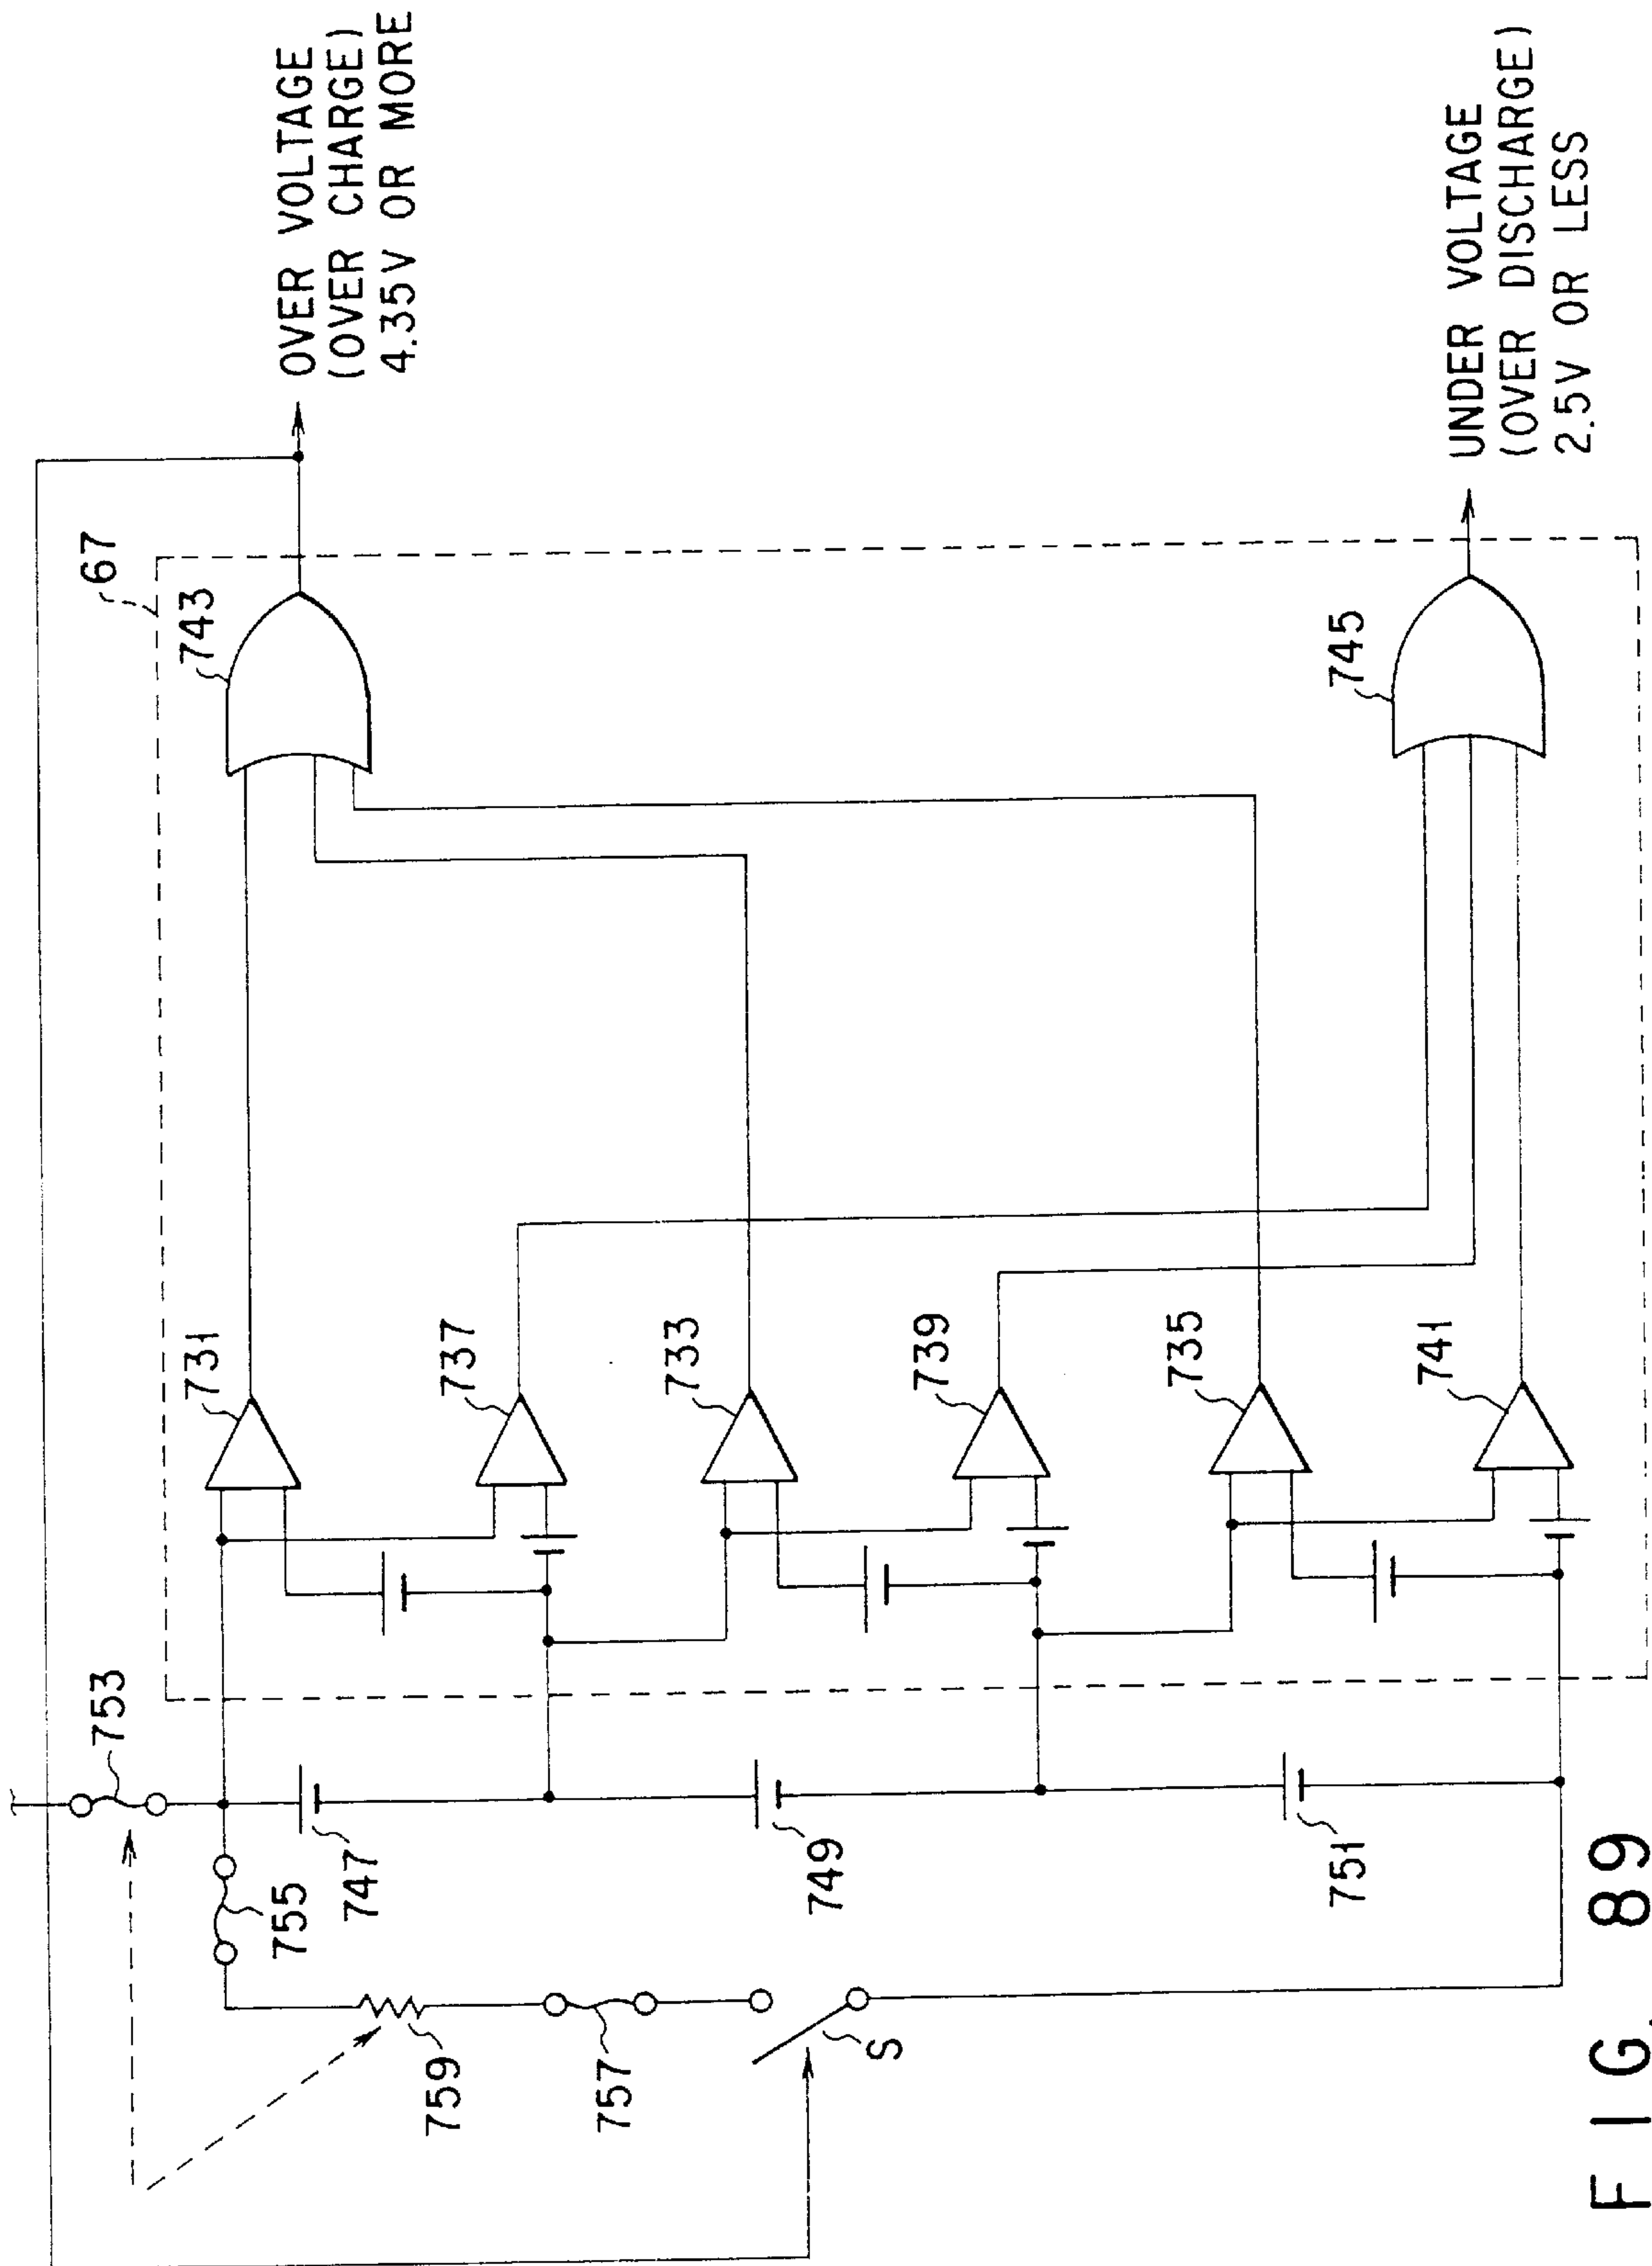 OVER VOLTAGE
(OVER CHARGE)
4.35V OR MORE
67
743
731
737
733
739
735
741
745
UNDER VOLTAGE
(OVER DISCHARGE)
2.5V OR LESS
753
755
747
749
751
759
757
S
FIG. 89